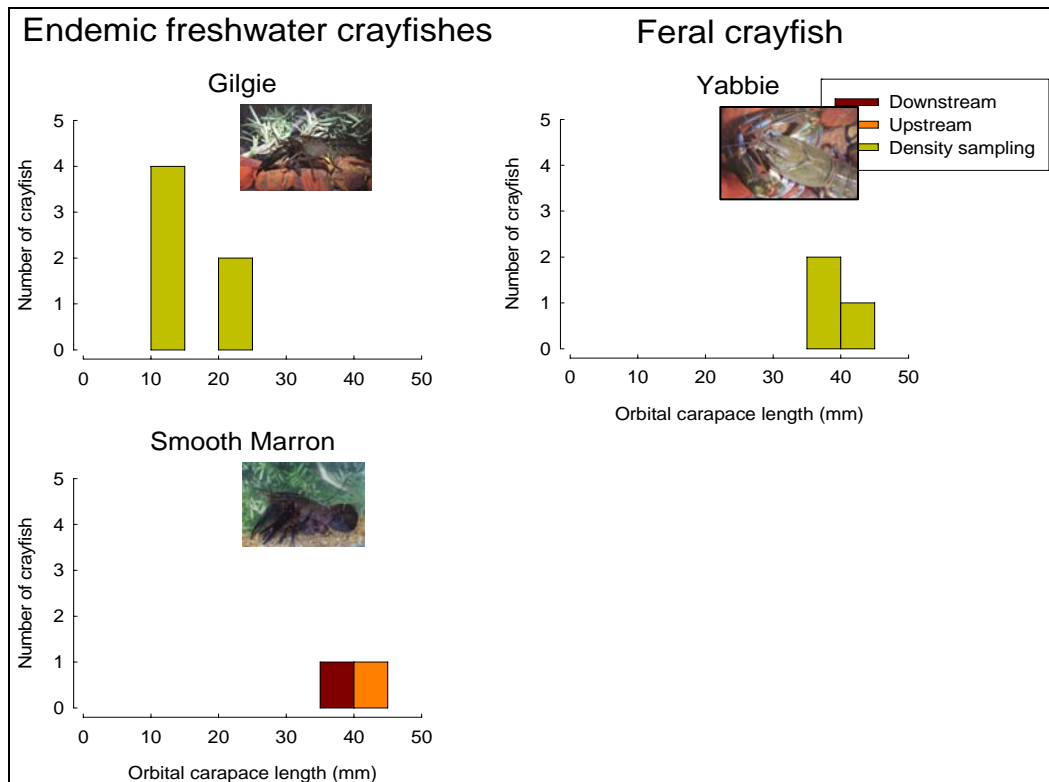 Endemic freshwater crayfishes
Feral crayfish
Gilgie
Number of crayfish
5
4
3
2
1
0
0 10 20 30 40 50
Yabbie
Downstream
Upstream
Density sampling
Number of crayfish
5
4
3
2
1
0
0 10 20 30 40 50
Orbital carapace length (mm)
Smooth Marron
Number of crayfish
5
4
3
2
1
0
0 10 20 30 40 50
Orbital carapace length (mm)